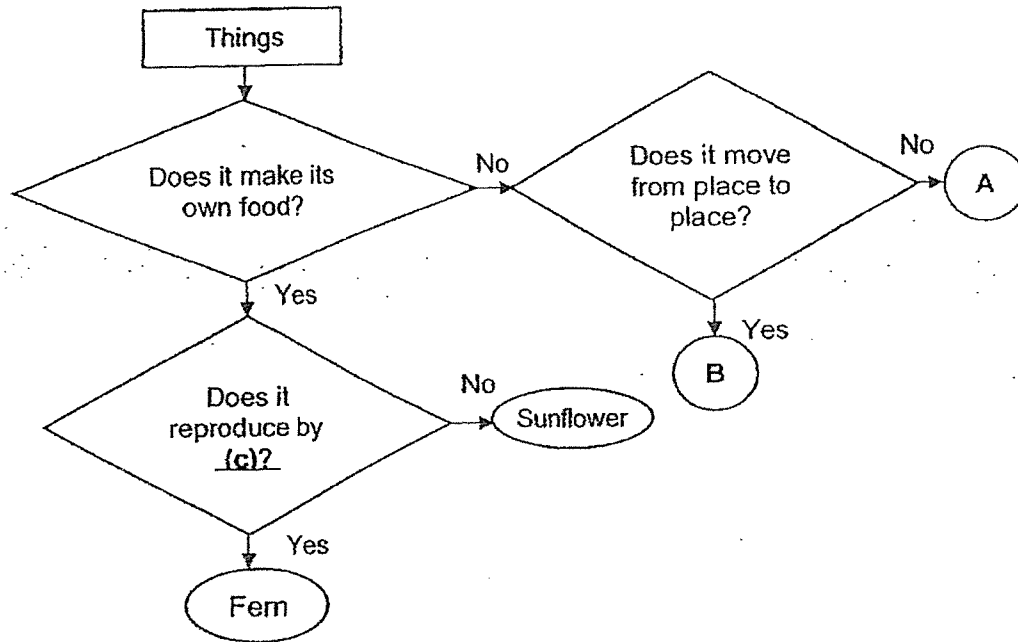 Things
Does it make its
own food?
No
Does it move
from place to
place?
No
A
Yes
Yes
B
Does it
reproduce by
(c)?
No
Sunflower
Yes
Fern